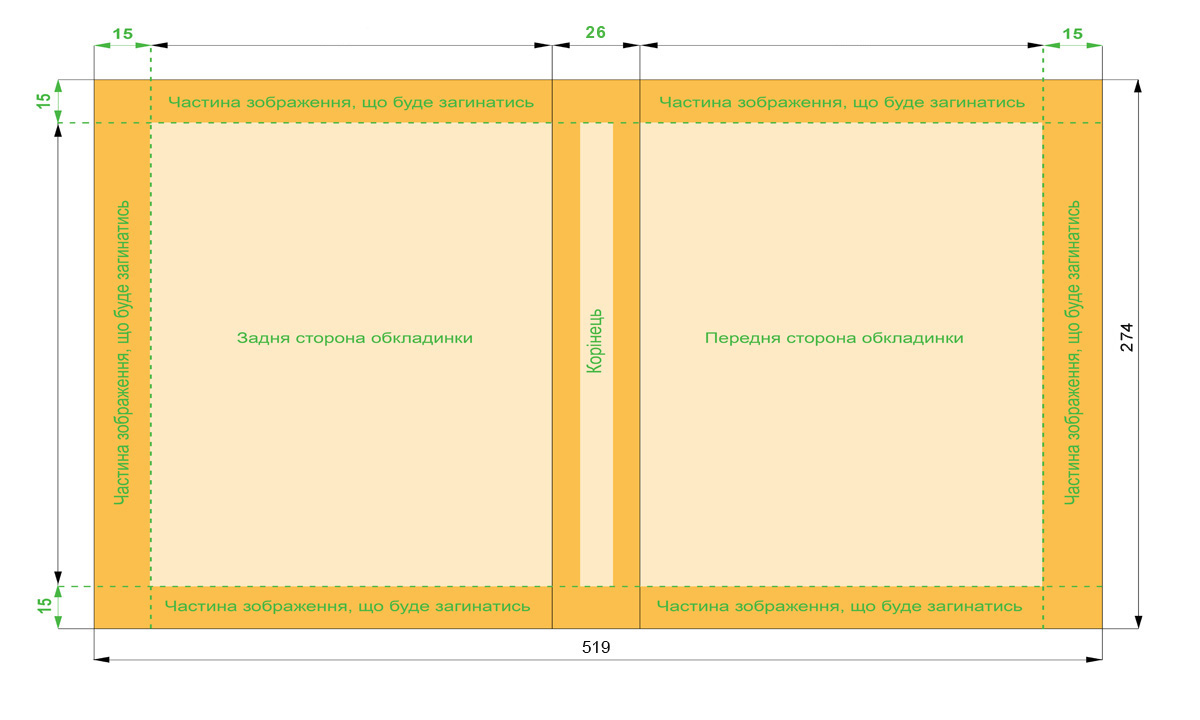 15
26
15
15
Частина зображення, що буде загинатись
Частина зображення, що буде загинатись
Частина зображення, що буде загинатись
Задня сторона обкладинки
Корінець
Передня сторона обкладинки
Частина зображення, що буде загинатись
274
15
Частина зображення, що буде загинатись
Частина зображення, що буде загинатись
519